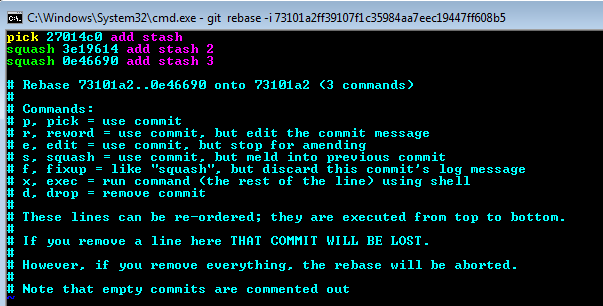 C:\Windows\System32\cmd.exe - git rebase -i 73101a2ff39107f1c35984aa7eec19447ff608b5
pick 27014c0 add stash
squash 3e19614 add stash 2
squash 0e46690 add stash 3
# Rebase 73101a2..0e46690 onto 73101a2 (3 commands)
#
# Commands:
# p, pick = use commit
# r, reword = use commit, but edit the commit message
# e, edit = use commit, but stop for amending
# s, squash = use commit, but meld into previous commit
# f, fixup = like "squash", but discard this commit's log message
# x, exec = run command (the rest of the line) using shell
# d, drop = remove commit
#
# These lines can be re-ordered; they are executed from top to bottom.
#
# If you remove a line here THAT COMMIT WILL BE LOST.
#
# However, if you remove everything, the rebase will be aborted.
#
# Note that empty commits are commented out